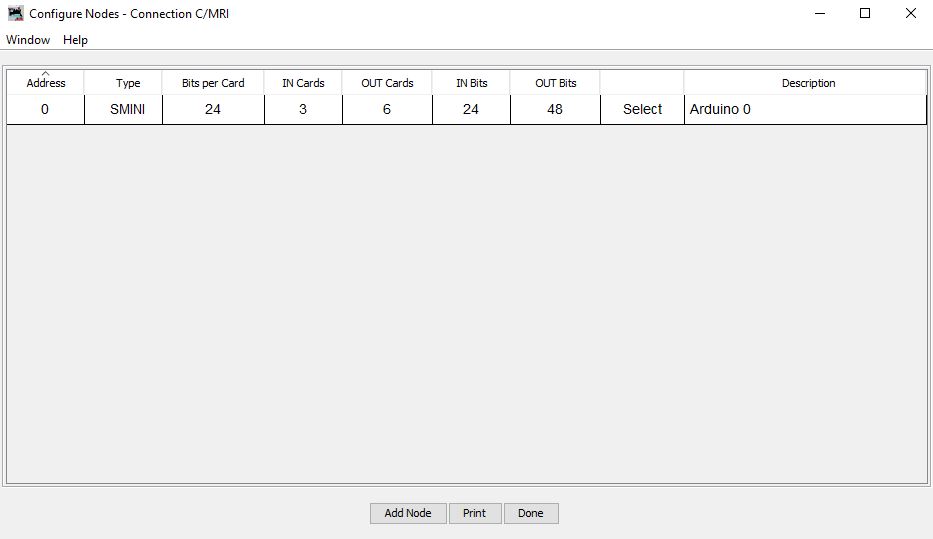 Configure Nodes - Connection C/MRI
Window Help
Address Type Bits per Card IN Cards OUT Cards IN Bits OUT Bits Description
0 SMINI 24 3 6 24 48 Select Arduino 0
Add Node Print Done